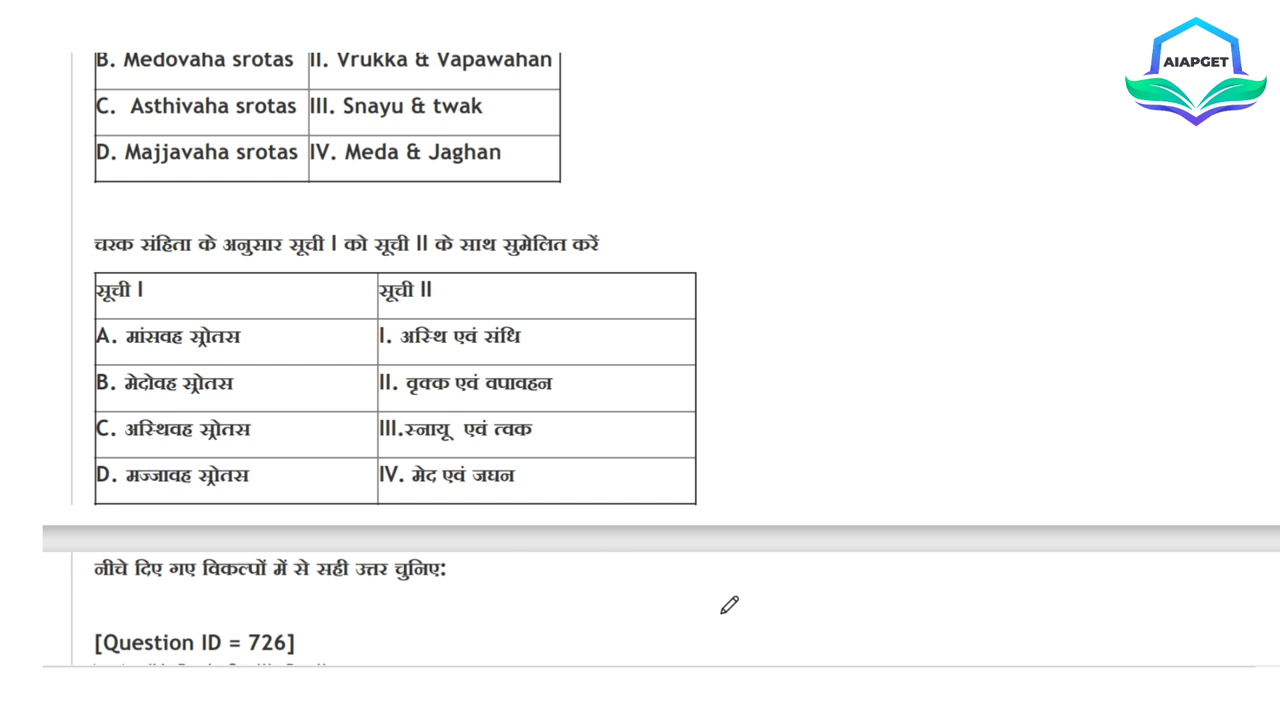 AIAPGET
B. Medovaha srotas II. Vrukka & Vapawahan
C. Asthivaha srotas III. Snayu & twak
D. Majjavaha srotas IV. Meda & Jaghan
चरक संहिता के अनुसार सूची I को सूची II के साथ सुमेलित करें
सूची I सूची II
A. मांसवह स्रोतस I. अस्थि एवं संधि
B. मेदोवह स्रोतस II. वृक्क एवं वपावहन
C. अस्थिवह स्रोतस III.स्नायू एवं त्वक
D. मज्जावह स्रोतस IV. मेद एवं जघन
नीचे दिए गए विकल्पों में से सही उत्तर चुनिए:
[Question ID = 726]